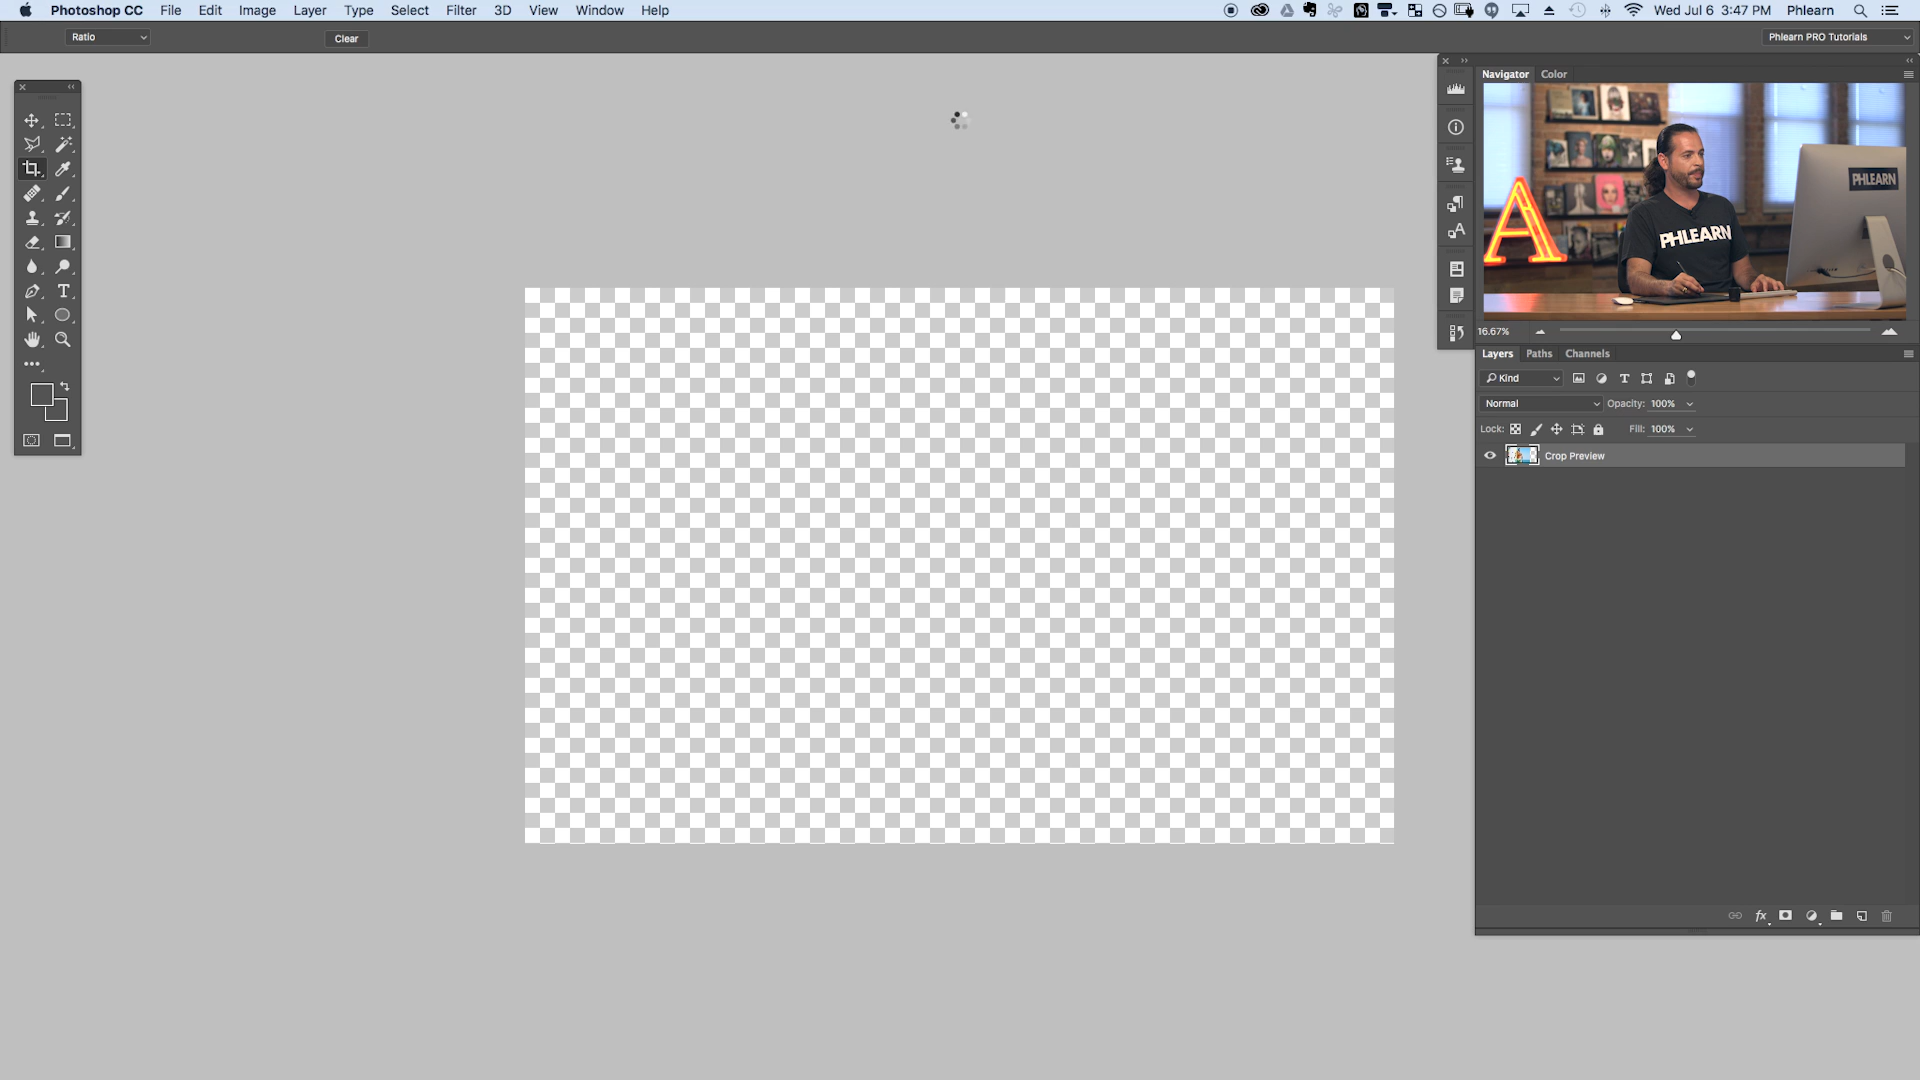 Photoshop CC File Edit Image Layer Type Select Filter 3D View Window Help Wed Jul 6 3:47 PM Phlearn
Ratio Clear Phlearn PRO Tutorials
Navigator Color
PHLEARN
PHLEARN
A
16.67%
Layers Paths Channels
Kind
Normal Opacity: 100%
Lock: Fill: 100%
Crop Preview
fx